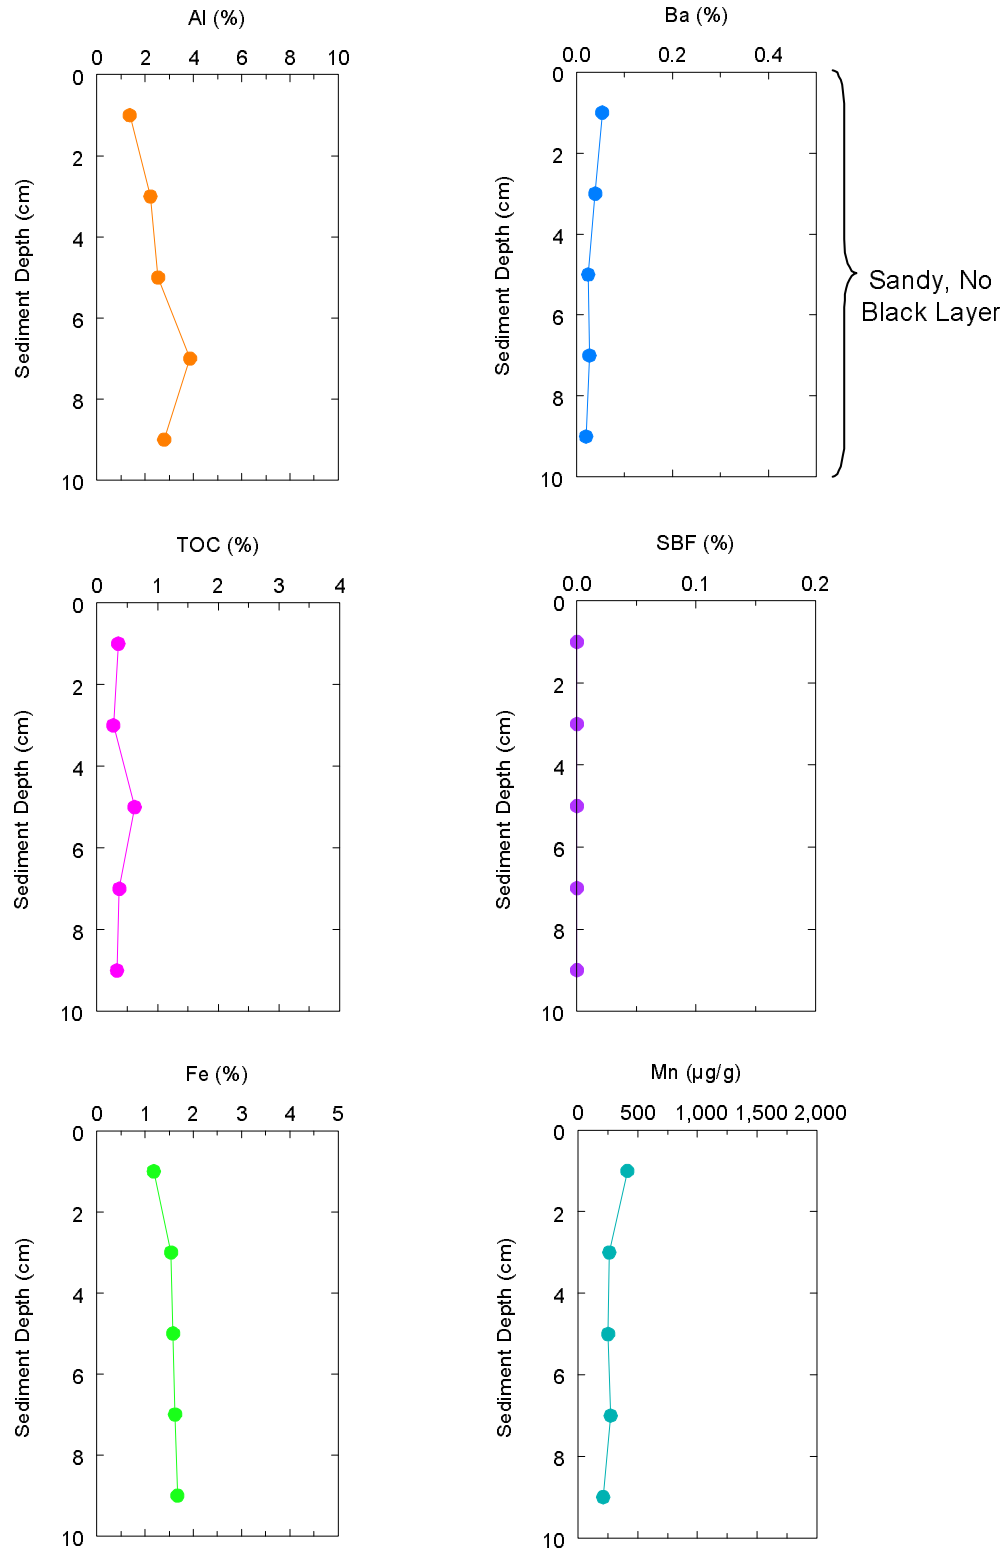 Al (%)
0 2 4 6 8 10
0
2
4
6
8
10
Sediment Depth (cm)
Ba (%)
0.0 0.2 0.4
0
2
4
6
8
10
Sediment Depth (cm)
Sandy, No
Black Layer
TOC (%)
0 1 2 3 4
0
2
4
6
8
10
Sediment Depth (cm)
SBF (%)
0.0 0.1 0.2
0
2
4
6
8
10
Sediment Depth (cm)
Fe (%)
0 1 2 3 4 5
0
2
4
6
8
10
Sediment Depth (cm)
Mn (µg/g)
0 500 1,000 1,500 2,000
0
2
4
6
8
10
Sediment Depth (cm)